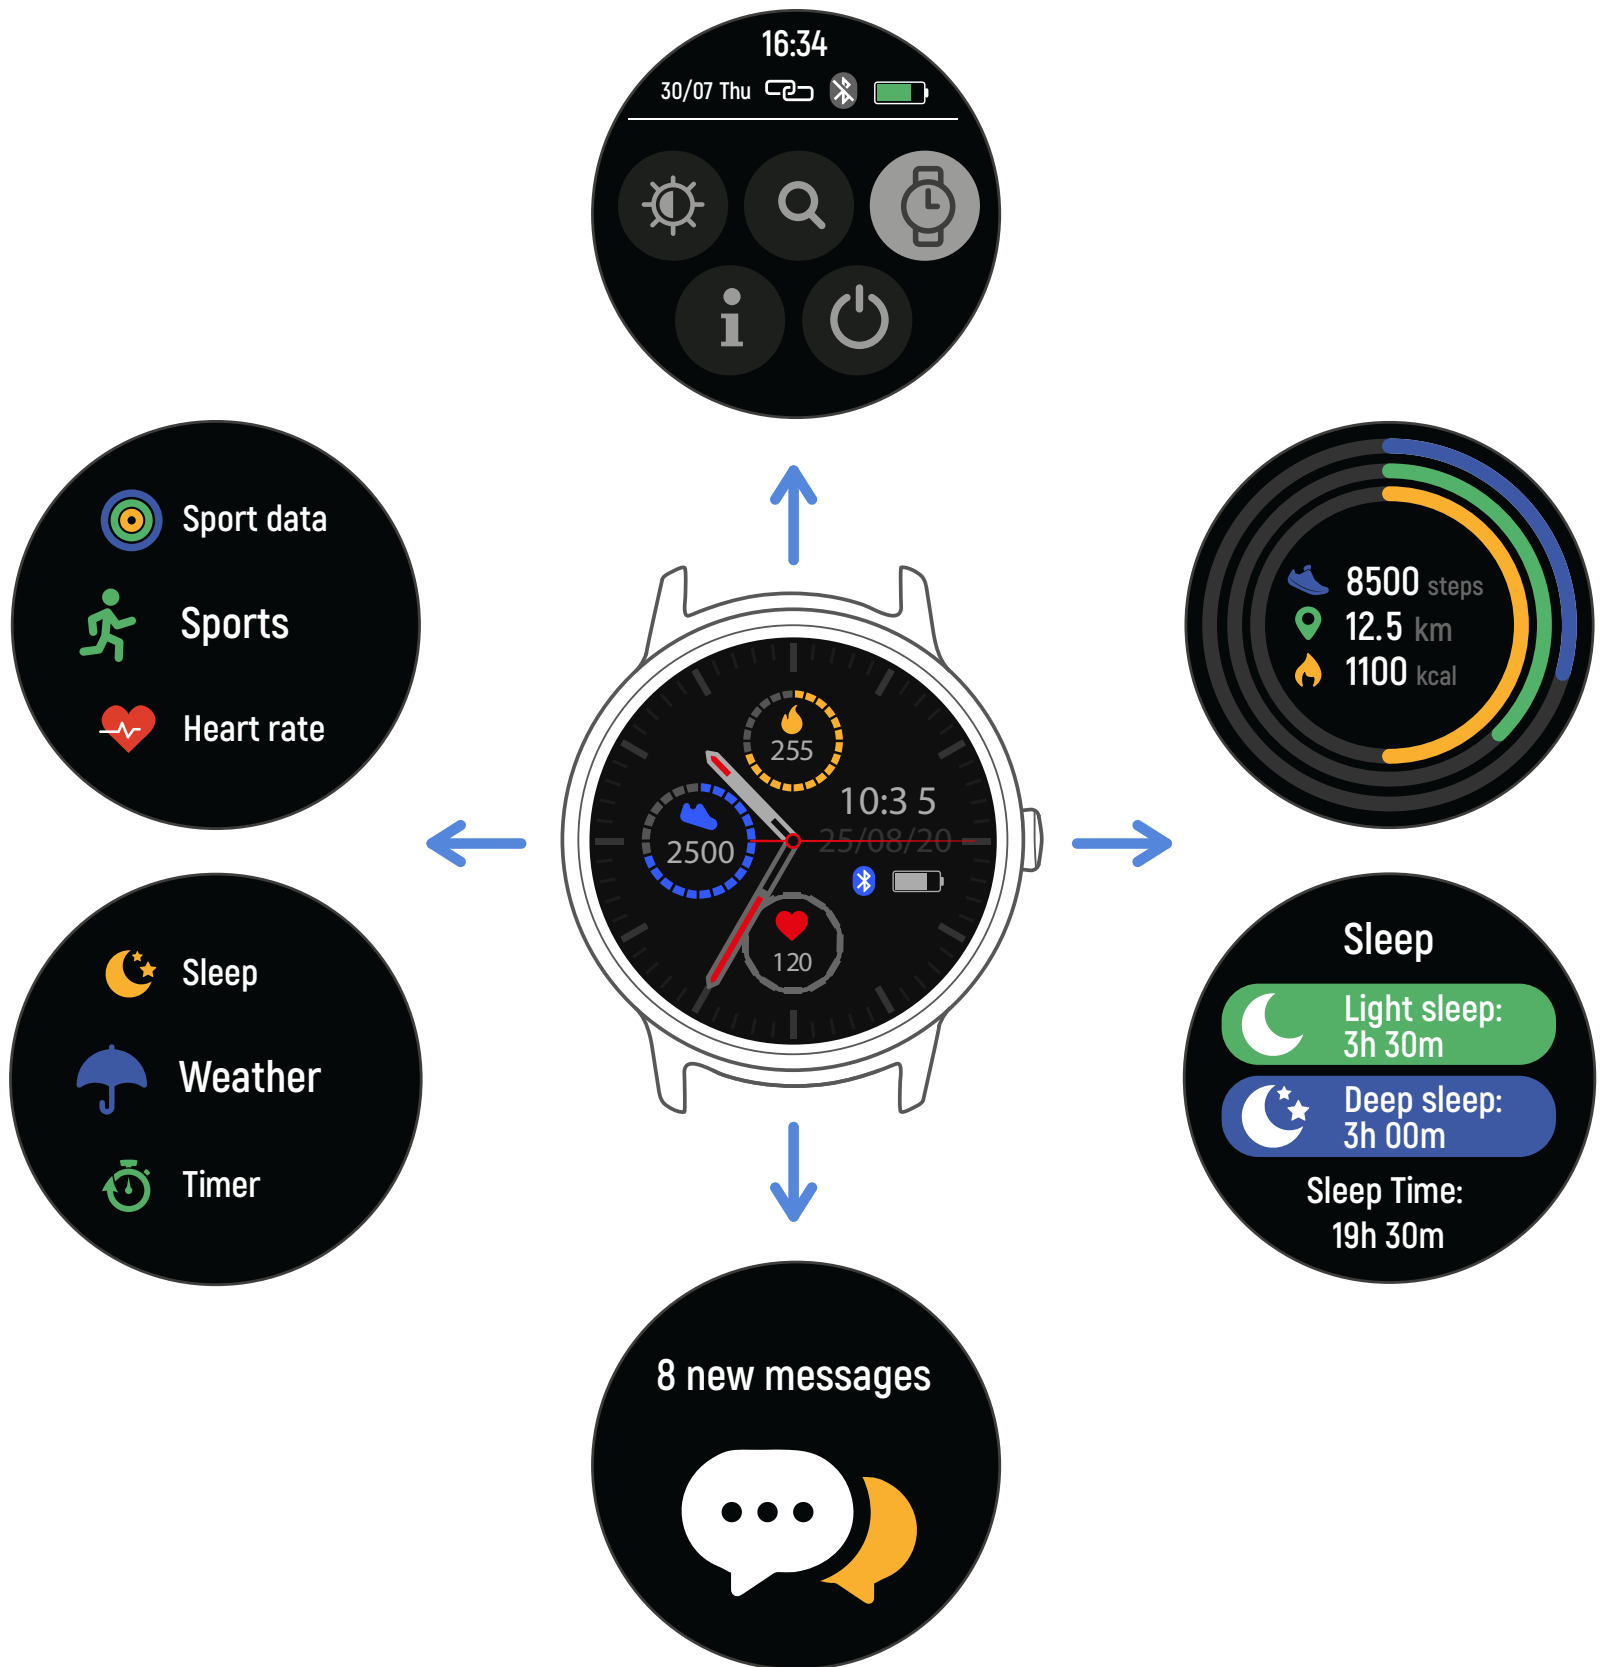 16:34
30/07 Thu
Sport data
Sports
Heart rate
8500 steps
12.5 km
1100 kcal
255
10:3 5
2500
25/08/20
120
Sleep
Weather
Timer
Sleep
Light sleep:
3h 30m
Deep sleep:
3h 00m
Sleep Time:
19h 30m
8 new messages